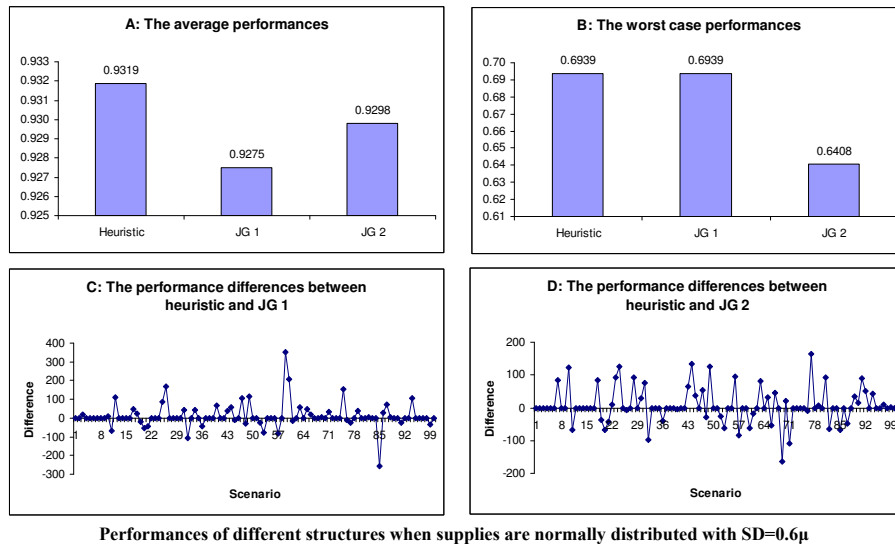 A: The average performances
0.933
0.932
0.931
0.930
0.929
0.928
0.927
0.926
0.925
0.9319
0.9275
0.9298
Heuristic JG 1 JG 2
B: The worst case performances
0.70
0.69
0.68
0.67
0.66
0.65
0.64
0.63
0.62
0.61
0.6939
0.6939
0.6408
Heuristic JG 1 JG 2
C: The performance differences between
heuristic and JG 1
Difference
400
300
200
100
0
-100
-200
-300
1 8 15 22 29 36 43 50 57 64 71 78 85 92 99
Scenario
D: The performance differences between
heuristic and JG 2
Difference
200
100
0
-100
-200
1 8 15 22 29 36 43 50 57 64 71 78 85 92 99
Scenario
Performances of different structures when supplies are normally distributed with SD=0.6μ